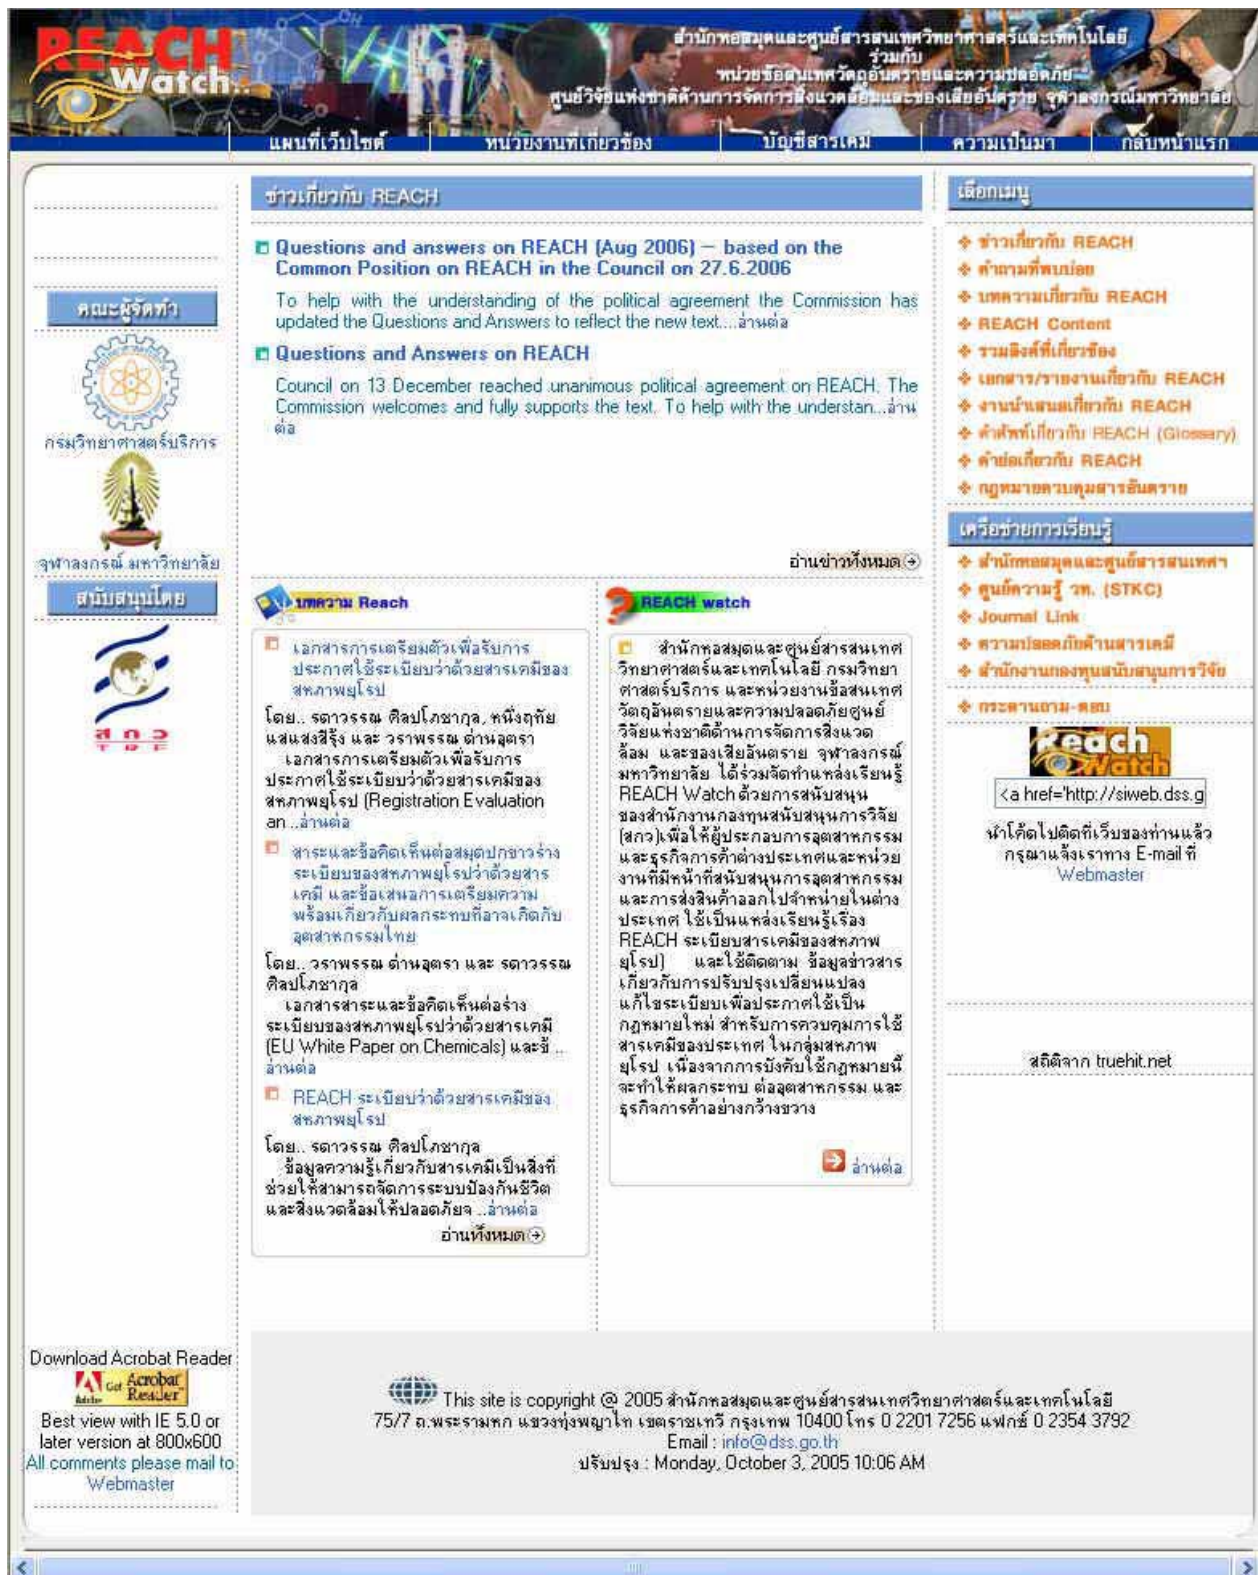 REACH
Watch..
สำนักหอสมุดและศูนย์สารสนเทศวิทยาศาสตร์และเทคโนโลยี
ร่วมกับ
หน่วยข้อสนเทศวัตถุอันตรายและความปลอดภัย
ศูนย์วิจัยแห่งชาติด้านการจัดการสิ่งแวดล้อมและของเสียอันตราย จุฬาลงกรณ์มหาวิทยาลัย
แผนที่เว็บไซต์ หน่วยงานที่เกี่ยวข้อง บัญชีสารเคมี ความเป็นมา กลับหน้าแรก
คณะผู้จัดทำ
กรมวิทยาศาสตร์บริการ
จุฬาลงกรณ์ มหาวิทยาลัย
สนับสนุนโดย
สกว
TRF
ข่าวเกี่ยวกับ REACH
Questions and answers on REACH (Aug 2006) – based on the
Common Position on REACH in the Council on 27.6.2006
To help with the understanding of the political agreement the Commission has
updated the Questions and Answers to reflect the new text....อ่านต่อ
Questions and Answers on REACH
Council on 13 December reached unanimous political agreement on REACH. The
Commission welcomes and fully supports the text. To help with the understan...อ่าน
ต่อ
อ่านข่าวทั้งหมด
บทความ Reach
เอกสารการเตรียมตัวเพื่อรับการ
ประกาศใช้ระเบียบว่าด้วยสารเคมีของ
สหภาพยุโรป
โดย.. รดาวรรณ ศิลปโภชากุล, หนึ่งฤทัย
แสแสงสีรุ้ง และ วราพรรณ ด่านอุตรา
เอกสารการเตรียมตัวเพื่อรับการ
ประกาศใช้ระเบียบว่าด้วยสารเคมีของ
สหภาพยุโรป (Registration Evaluation
an ..อ่านต่อ
สาระและข้อคิดเห็นต่อสมุดปกขาวร่าง
ระเบียบของสหภาพยุโรปว่าด้วยสาร
เคมี และข้อเสนอการเตรียมความ
พร้อมเกี่ยวกับผลกระทบที่อาจเกิดกับ
อุตสาหกรรมไทย
โดย.. วราพรรณ ด่านอุตรา และ รดาวรรณ
ศิลปโภชากุล
เอกสารสาระและข้อคิดเห็นต่อร่าง
ระเบียบของสหภาพยุโรปว่าด้วยสารเคมี
(EU White Paper on Chemicals) และข้ ..
อ่านต่อ
REACH ระเบียบว่าด้วยสารเคมีของ
สหภาพยุโรป
โดย.. รดาวรรณ ศิลปโภชากุล
ข้อมูลความรู้เกี่ยวกับสารเคมีเป็นสิ่งที่
ช่วยให้สามารถจัดการระบบป้องกันชีวิต
และสิ่งแวดล้อมให้ปลอดภัยจ ..อ่านต่อ
อ่านทั้งหมด
REACH watch
สำนักหอสมุดและศูนย์สารสนเทศ
วิทยาศาสตร์และเทคโนโลยี กรมวิทยา
ศาสตร์บริการ และหน่วยงานข้อสนเทศ
วัตถุอันตรายและความปลอดภัยศูนย์
วิจัยแห่งชาติด้านการจัดการสิ่งแวด
ล้อม และของเสียอันตราย จุฬาลงกรณ์
มหาวิทยาลัย ได้ร่วมจัดทำแหล่งเรียนรู้
REACH Watch ด้วยการสนับสนุน
ของสำนักงานกองทุนสนับสนุนการวิจัย
(สกว)เพื่อให้ผู้ประกอบการอุตสาหกรรม
และธุรกิจการค้าต่างประเทศและหน่วย
งานที่มีหน้าที่สนับสนุนการอุตสาหกรรม
และการส่งสินค้าออกไปจำหน่ายในต่าง
ประเทศ ใช้เป็นแหล่งเรียนรู้เรื่อง
REACH ระเบียบสารเคมีของสหภาพ
ยุโรป) และใช้ติดตาม ข้อมูลข่าวสาร
เกี่ยวกับการปรับปรุงเปลี่ยนแปลง
แก้ไขระเบียบเพื่อประกาศใช้เป็น
กฎหมายใหม่ สำหรับการควบคุมการใช้
สารเคมีของประเทศ ในกลุ่มสหภาพ
ยุโรป เนื่องจากการบังคับใช้กฎหมายนี้
จะทำให้ผลกระทบ ต่ออุตสาหกรรม และ
ธุรกิจการค้าอย่างกว้างขวาง
อ่านต่อ
เลือกเมนู
ข่าวเกี่ยวกับ REACH
คำถามที่พบบ่อย
บทความเกี่ยวกับ REACH
REACH Content
รวมลิงค์ที่เกี่ยวข้อง
เอกสาร/รายงานเกี่ยวกับ REACH
งานนำเสนอเกี่ยวกับ REACH
คำศัพท์เกี่ยวกับ REACH (Glossary)
คำย่อเกี่ยวกับ REACH
กฎหมายควบคุมสารอันตราย
เครือข่ายการเรียนรู้
สำนักหอสมุดและศูนย์สารสนเทศฯ
ศูนย์ความรู้ วท. (STKC)
Journal Link
ความปลอดภัยด้านสารเคมี
สำนักงานกองทุนสนับสนุนการวิจัย
กระดานถาม-ตอบ
Reach
Watch
<a href='http://siweb.dss.g
นำโค้ดไปติดที่เว็บของท่านแล้ว
กรุณาแจ้งเราทาง E-mail ที่
Webmaster
สถิติจาก truehit.net
Download Acrobat Reader
Adobe Get Acrobat Reader
Best view with IE 5.0 or
later version at 800x600
All comments please mail to
Webmaster
This site is copyright @ 2005 สำนักหอสมุดและศูนย์สารสนเทศวิทยาศาสตร์และเทคโนโลยี
75/7 ถ.พระรามหก แขวงทุ่งพญาไท เขตราชเทวี กรุงเทพ 10400 โทร 0 2201 7256 แฟกซ์ 0 2354 3792
Email : info@dss.go.th
ปรับปรุง : Monday, October 3, 2005 10:06 AM